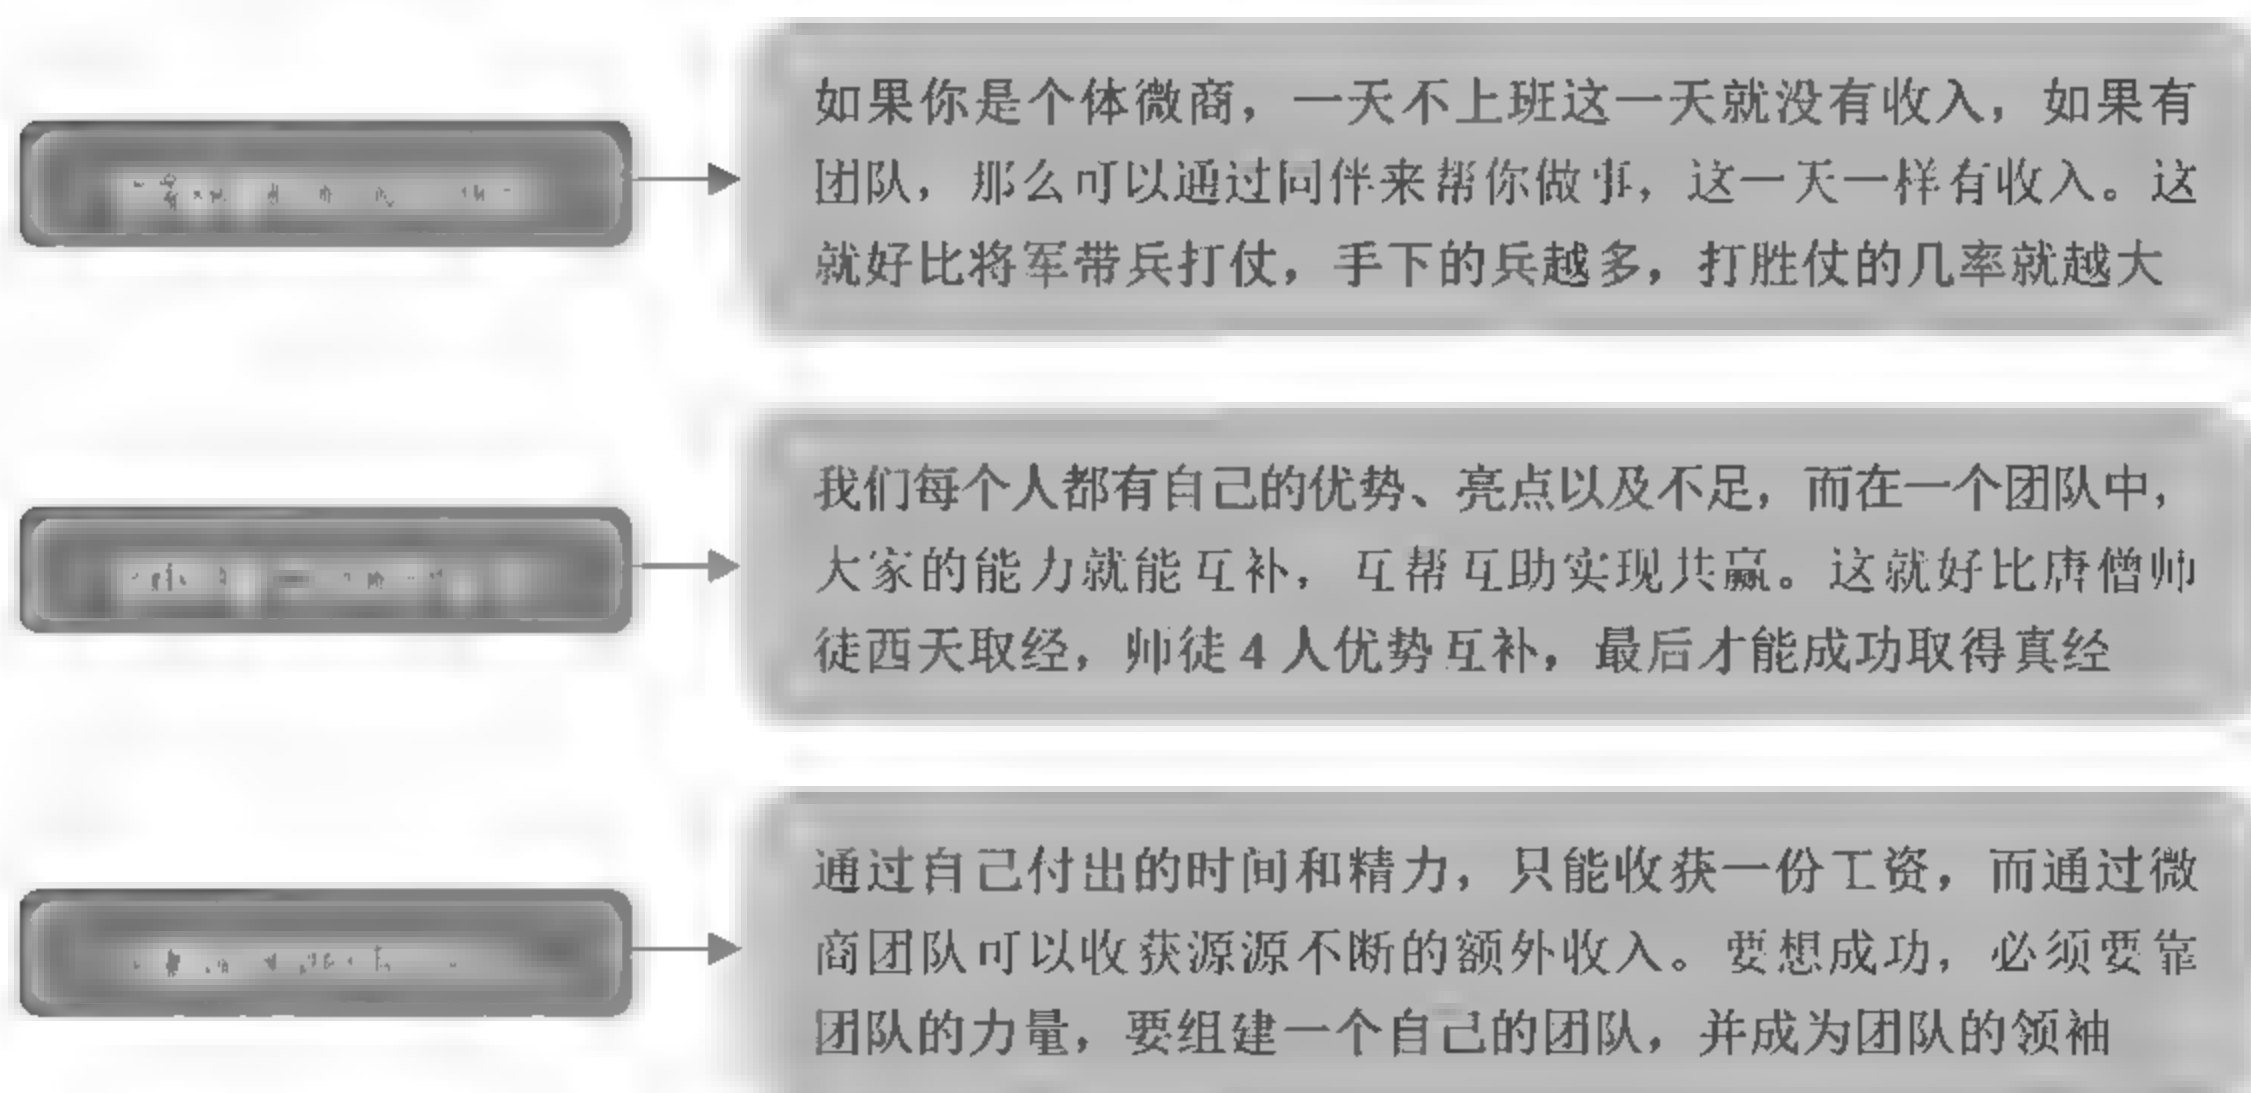 如果你是个体微商，一天不上班这一天就没有收入，如果有
团队，那么可以通过同伴来帮你做事，这一天一样有收入。这
就好比将军带兵打仗，手下的兵越多，打胜仗的几率就越大
我们每个人都有自己的优势、亮点以及不足，而在一个团队中，
大家的能力就能互补，互帮互助实现共赢。这就好比唐僧师
徒西天取经，师徒4人优势互补，最后才能成功取得真经
通过自己付出的时间和精力，只能收获一份工资，而通过微
商团队可以收获源源不断的额外收入。要想成功，必须要靠
团队的力量，要组建一个自己的团队，并成为团队的领袖